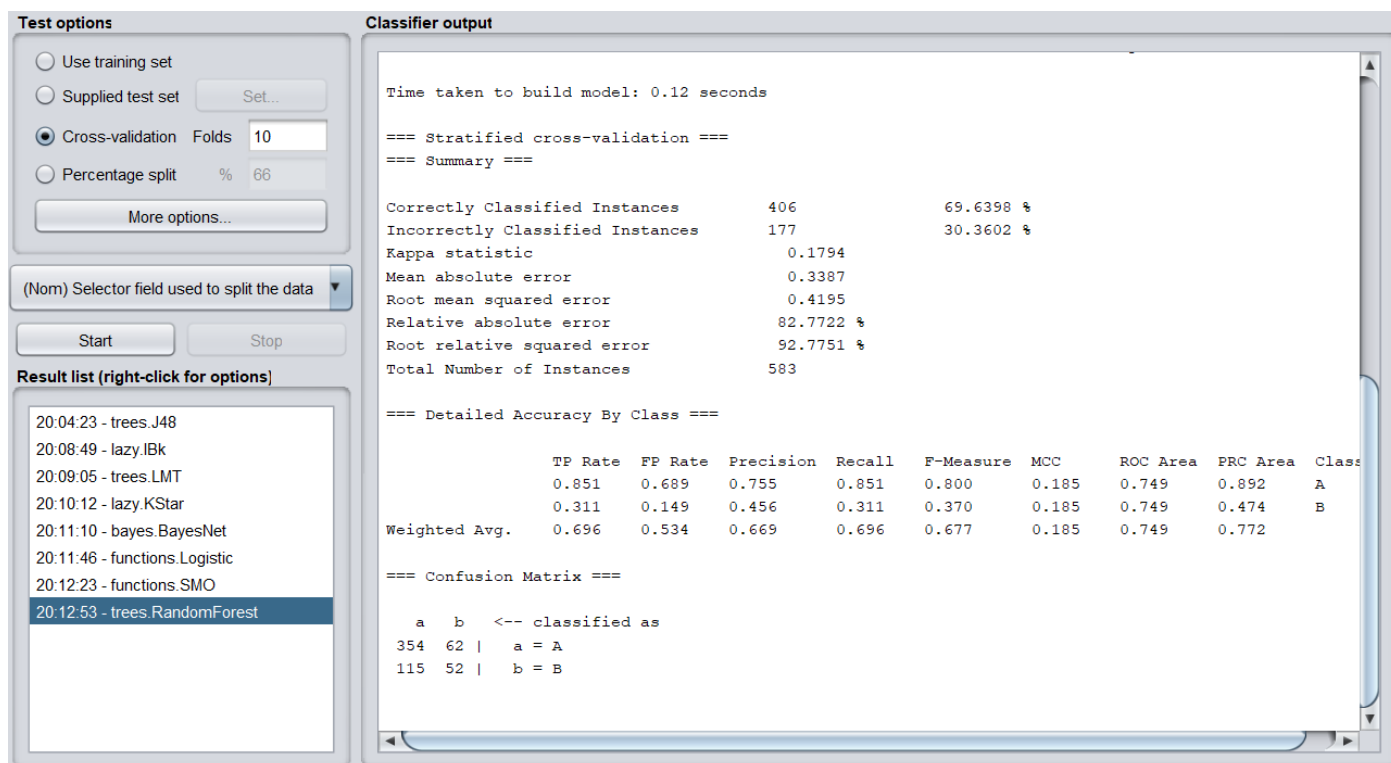 Test options
Use training set
Supplied test set Set...
Cross-validation Folds 10
Percentage split % 66
More options...
(Nom) Selector field used to split the data
Start Stop
Result list (right-click for options)
20:04:23 - trees.J48
20:08:49 - lazy.IBk
20:09:05 - trees.LMT
20:10:12 - lazy.KStar
20:11:10 - bayes.BayesNet
20:11:46 - functions.Logistic
20:12:23 - functions.SMO
20:12:53 - trees.RandomForest
Classifier output
Time taken to build model: 0.12 seconds
=== Stratified cross-validation ===
=== Summary ===
Correctly Classified Instances 406 69.6398 %
Incorrectly Classified Instances 177 30.3602 %
Kappa statistic 0.1794
Mean absolute error 0.3387
Root mean squared error 0.4195
Relative absolute error 82.7722 %
Root relative squared error 92.7751 %
Total Number of Instances 583
=== Detailed Accuracy By Class ===
TP Rate FP Rate Precision Recall F-Measure MCC ROC Area PRC Area Class
0.851 0.689 0.755 0.851 0.800 0.185 0.749 0.892 A
0.311 0.149 0.456 0.311 0.370 0.185 0.749 0.474 B
Weighted Avg. 0.696 0.534 0.669 0.696 0.677 0.185 0.749 0.772
=== Confusion Matrix ===
a b <-- classified as
354 62 | a = A
115 52 | b = B